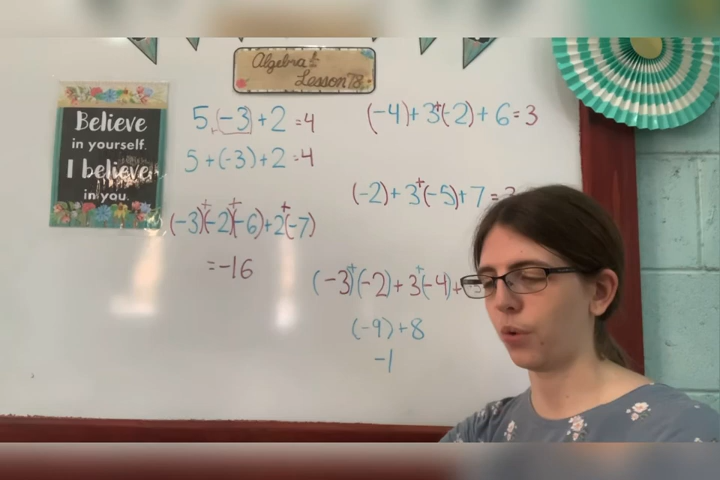 Algebra 1/2
Lesson 78
Believe
in yourself.
I believe
in you.
5 -3 + 2 = 4
5 + (-3) + 2 = 4
(-3) + (-2) + (-6) + 2 + (-7)
= -16
(-4) + 3 + (-2) + 6 = 3
(-2) + 3 + (-5) + 7 =
(-3) + (-2) + 3 + (-4) +
(-9) + 8
-1